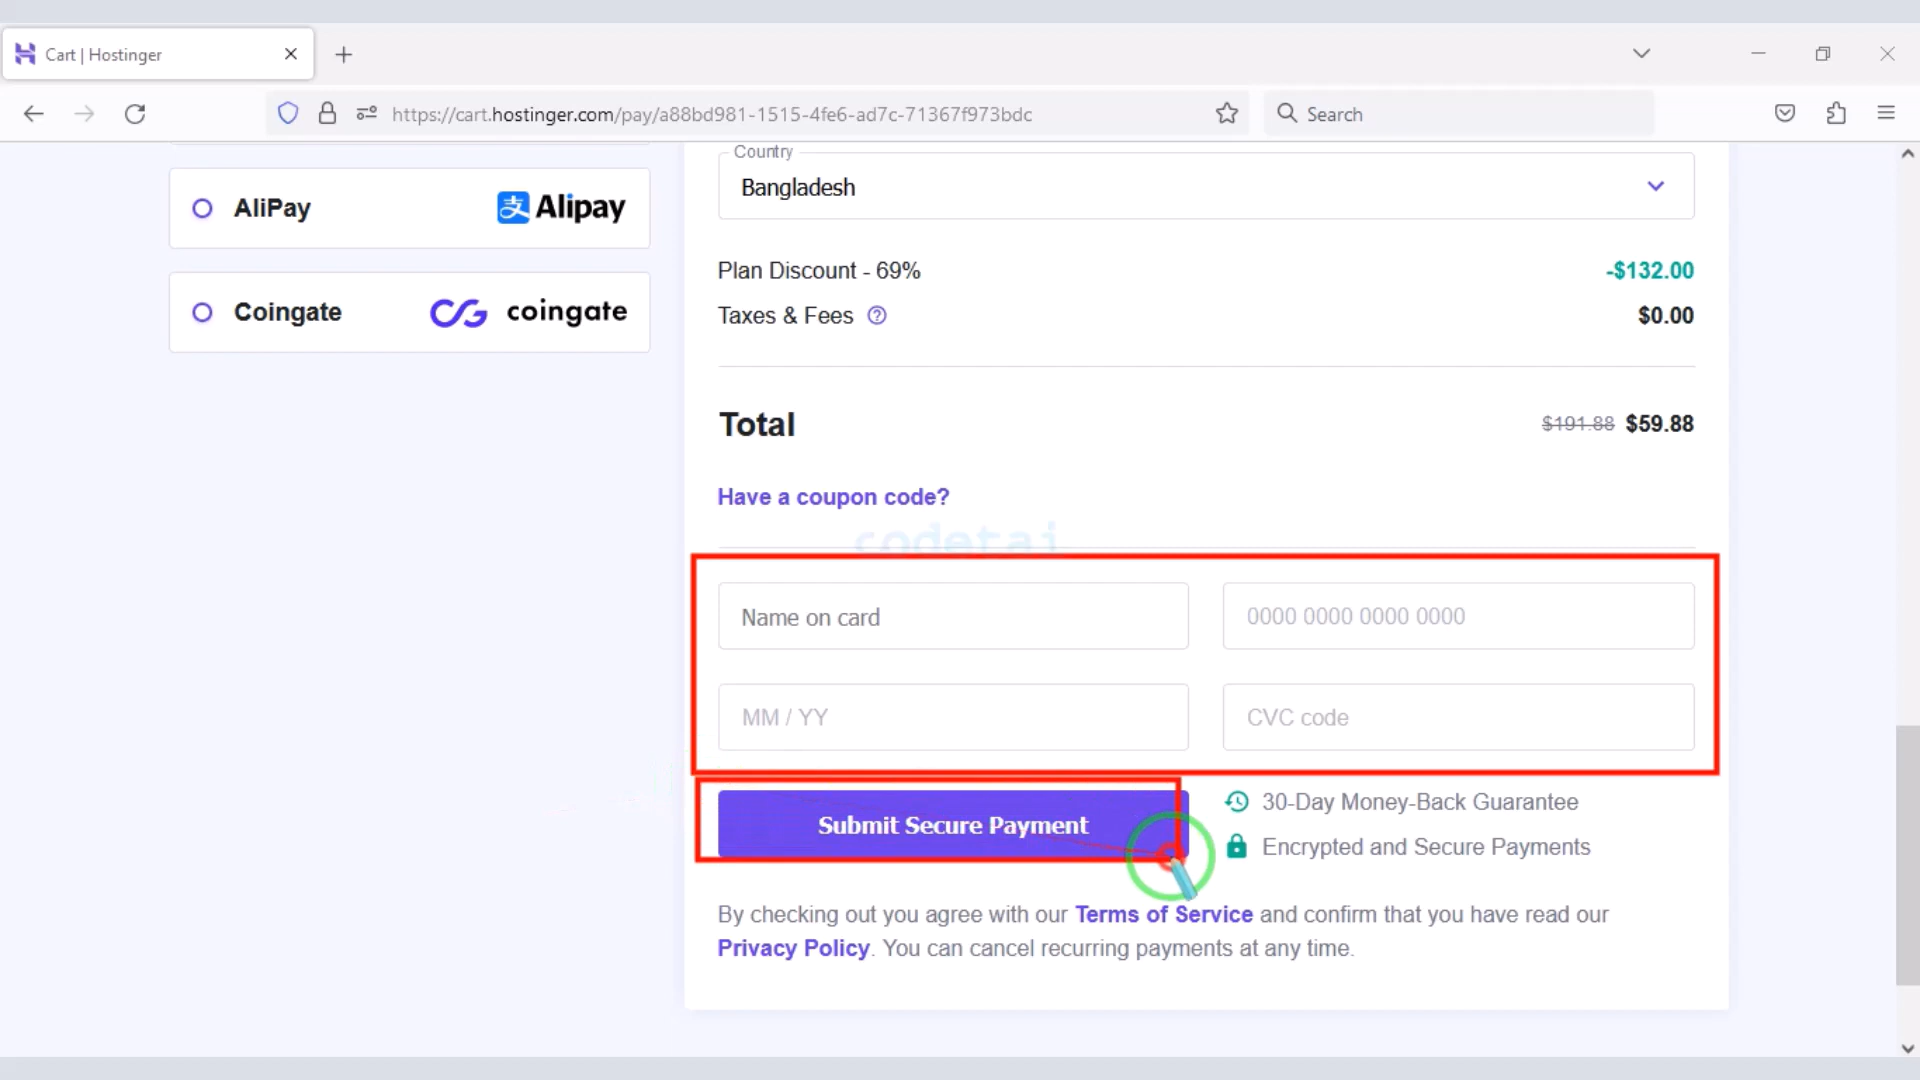 Cart | Hostinger
https://cart.hostinger.com/pay/a88bd981-1515-4fe6-ad7c-71367f973bdc
Search
AliPay
支 Alipay
Coingate
CG coingate
Country
Bangladesh
Plan Discount - 69% -$132.00
Taxes & Fees ? $0.00
Total $191.88 $59.88
Have a coupon code?
codetai
Name on card
0000 0000 0000 0000
MM / YY
CVC code
Submit Secure Payment
30-Day Money-Back Guarantee
Encrypted and Secure Payments
By checking out you agree with our Terms of Service and confirm that you have read our
Privacy Policy. You can cancel recurring payments at any time.